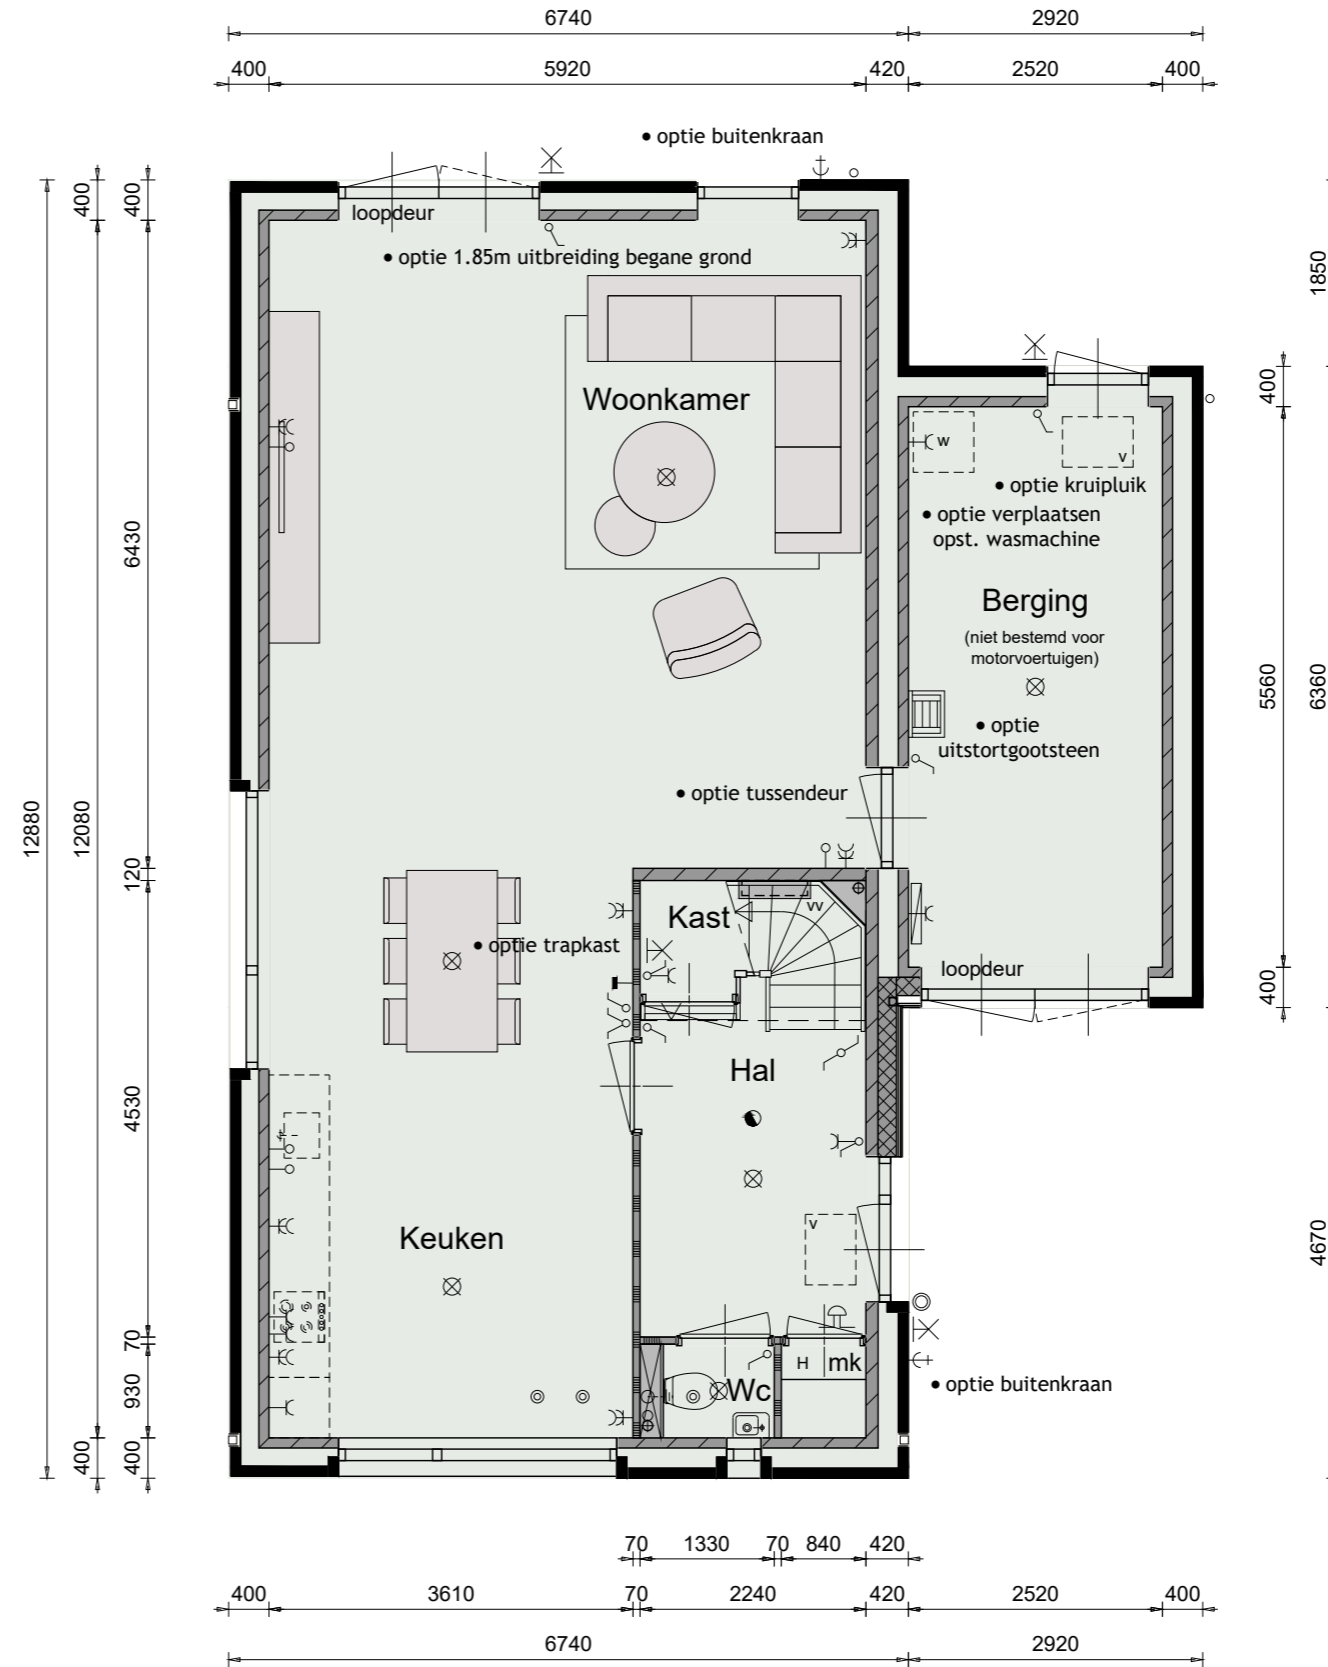 6740 2920
400 5920 420 2520 400
• optie buitenkraan
400 400 400
loopdeur
• optie 1.85m uitbreiding begane grond
1850
400
Woonkamer
w
v
• optie kruipluik
• optie verplaatsen
opst. wasmachine
6430
Berging
(niet bestemd voor
motorvoertuigen)
5560 6360
• optie
uitstortgootsteen
• optie tussendeur
12880 12080
120
Kast
vv
• optie trapkast
loopdeur
400
Hal
4530
v
Keuken
4670
70
H mk
Wc
930
• optie buitenkraan
400 400
70 1330 70 840 420
400 3610 70 2240 420 2520 400
6740 2920